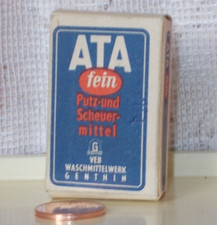 ATA
fein
Putz-und
Scheuer-
mittel
G
VEB
WASCHMITTELWERK
GENTHIN